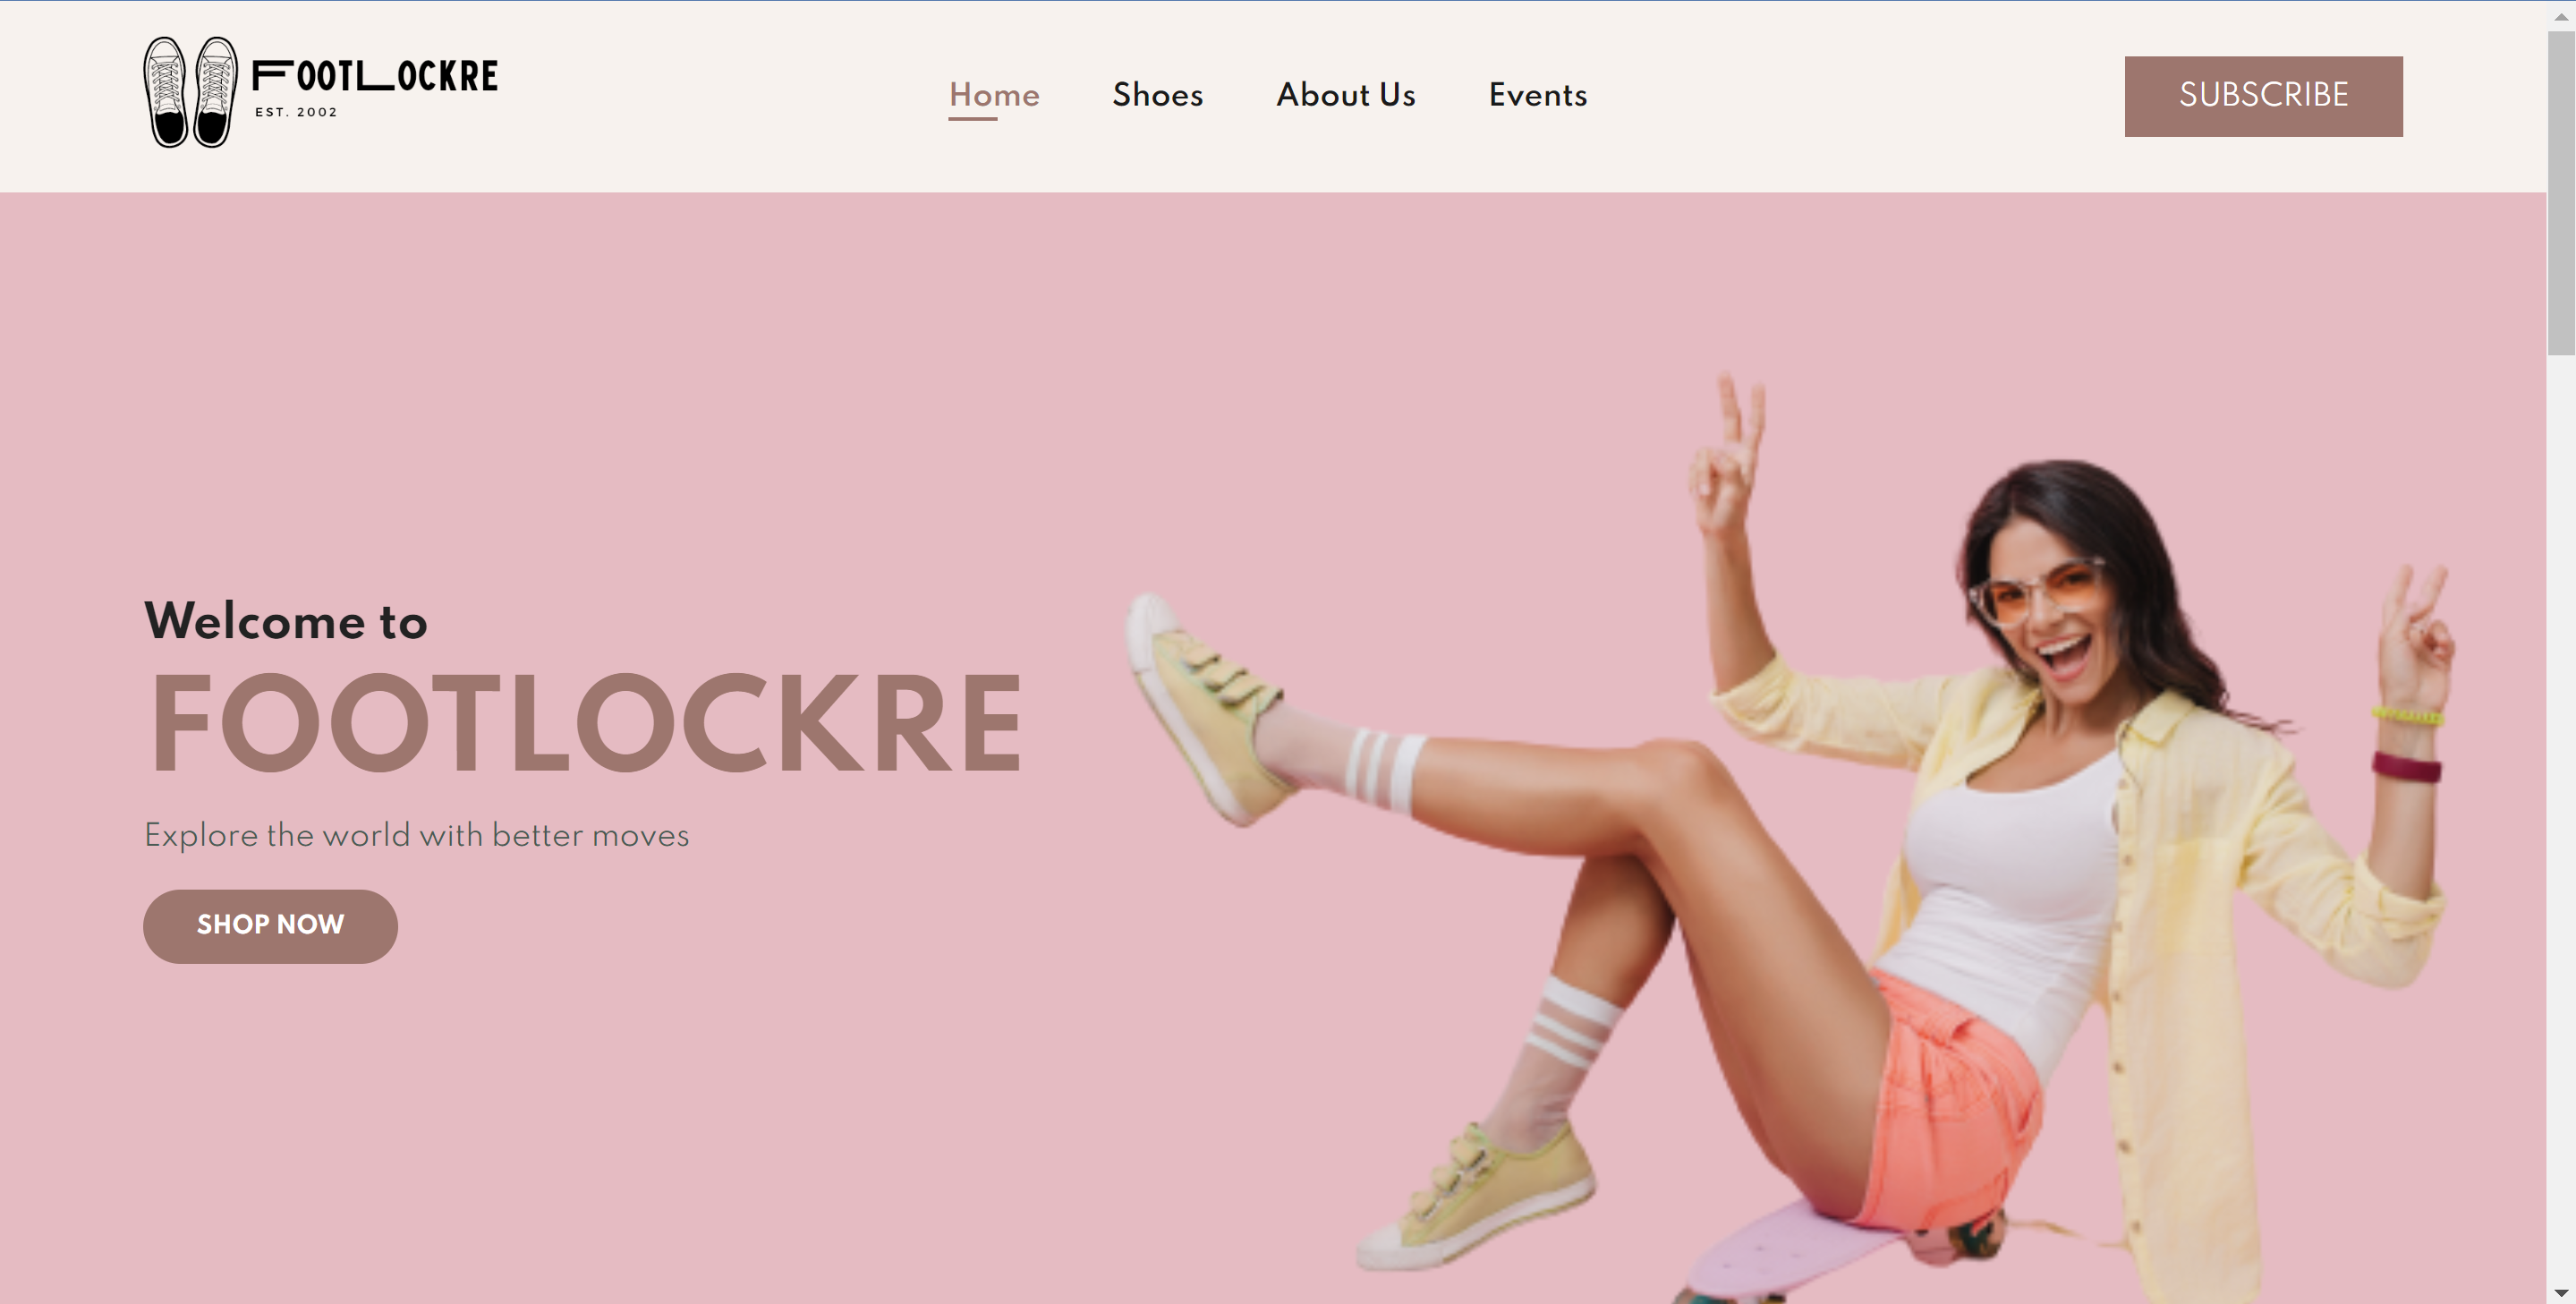 FOOTLOCKRE
EST. 2002
Home Shoes About Us Events
SUBSCRIBE
Welcome to
FOOTLOCKRE
Explore the world with better moves
SHOP NOW